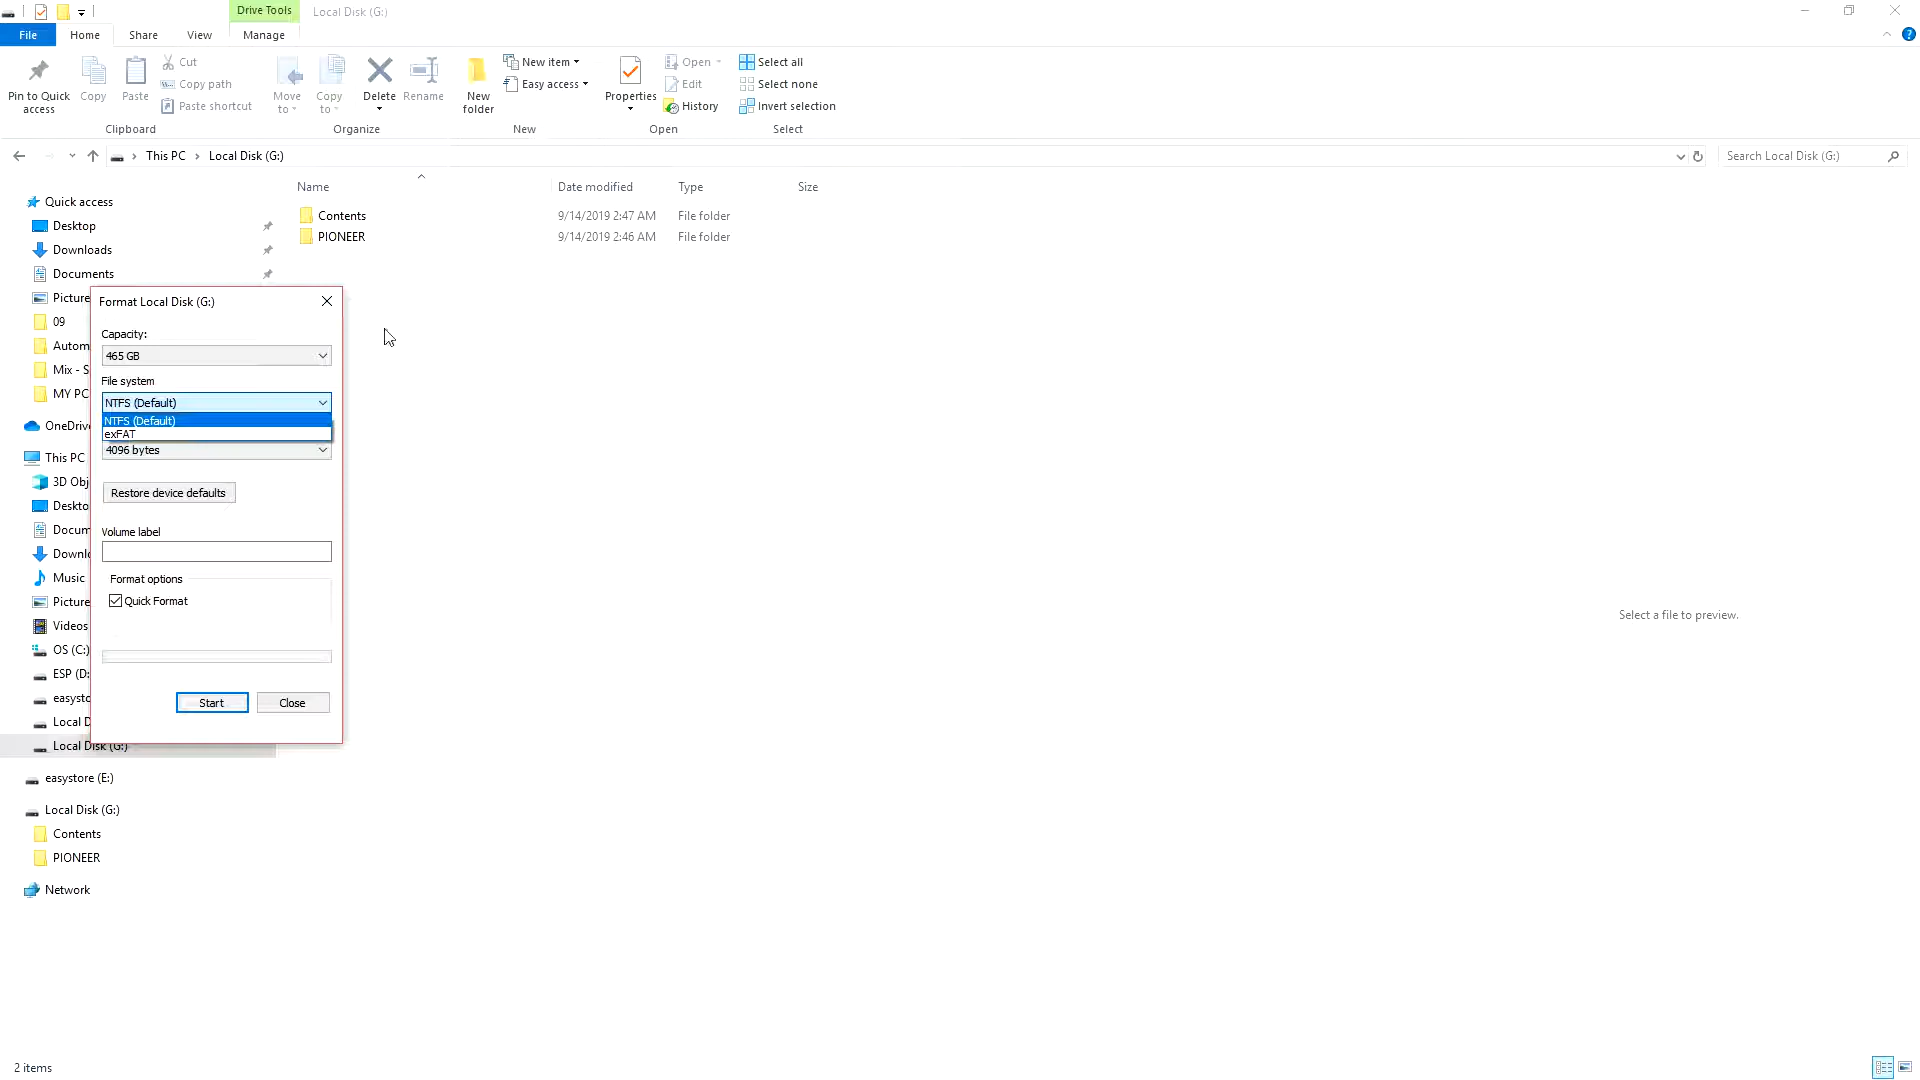 Drive Tools
Local Disk (G:)
File
Home
Share
View
Manage
Pin to Quick access
Copy
Paste
Cut
Copy path
Paste shortcut
Clipboard
Move to
Copy to
Delete
Rename
Organize
New folder
New item
Easy access
New
Properties
Open
Edit
History
Open
Select all
Select none
Invert selection
Select
This PC
Local Disk (G:)
Search Local Disk (G:)
Name
Date modified
Type
Size
Contents
9/14/2019 2:47 AM
File folder
PIONEER
9/14/2019 2:46 AM
File folder
Quick access
Desktop
Downloads
Documents
Picture
09
Autom
Mix - S
MY PC
OneDrive
This PC
3D Obj
Deskto
Docum
Downlo
Music
Picture
Videos
OS (C:)
ESP (D:
easysto
Local D
Local Disk (G:)
easystore (E:)
Local Disk (G:)
Contents
PIONEER
Network
Format Local Disk (G:)
Capacity:
465 GB
File system
NTFS (Default)
NTFS (Default)
exFAT
4096 bytes
Restore device defaults
Volume label
Format options
Quick Format
Start
Close
Select a file to preview.
2 items